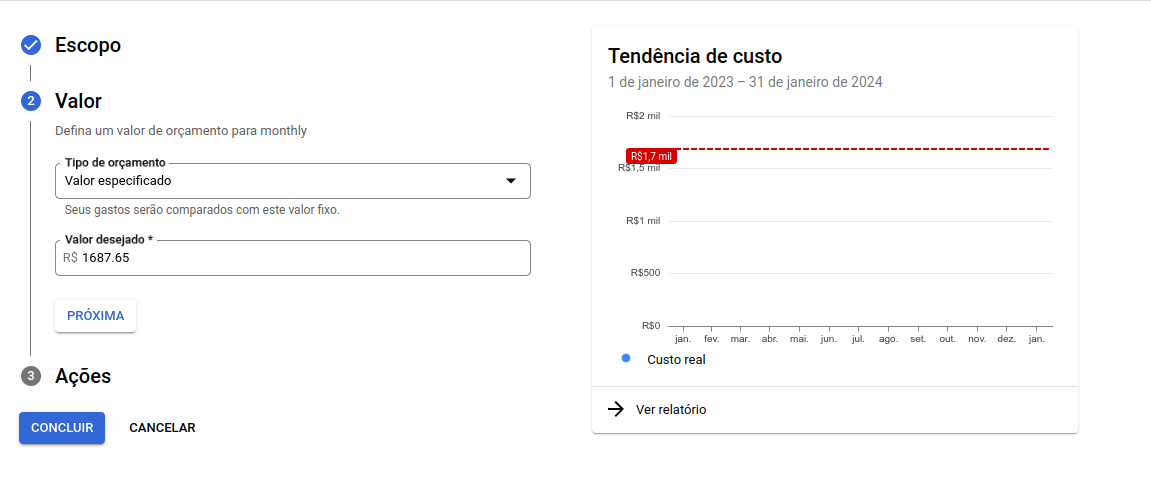 Escopo
2
Valor
Defina um valor de orçamento para monthly
Tipo de orçamento
Valor especificado
Seus gastos serão comparados com este valor fixo.
Valor desejado *
R$ 1687.65
PRÓXIMA
3
Ações
CONCLUIR
CANCELAR
Tendência de custo
1 de janeiro de 2023 – 31 de janeiro de 2024
R$2 mil
R$1,7 mil
R$1,5 mil
R$1 mil
R$500
R$0
jan. fev. mar. abr. mai. jun. jul. ago. set. out. nov. dez. jan.
Custo real
Ver relatório